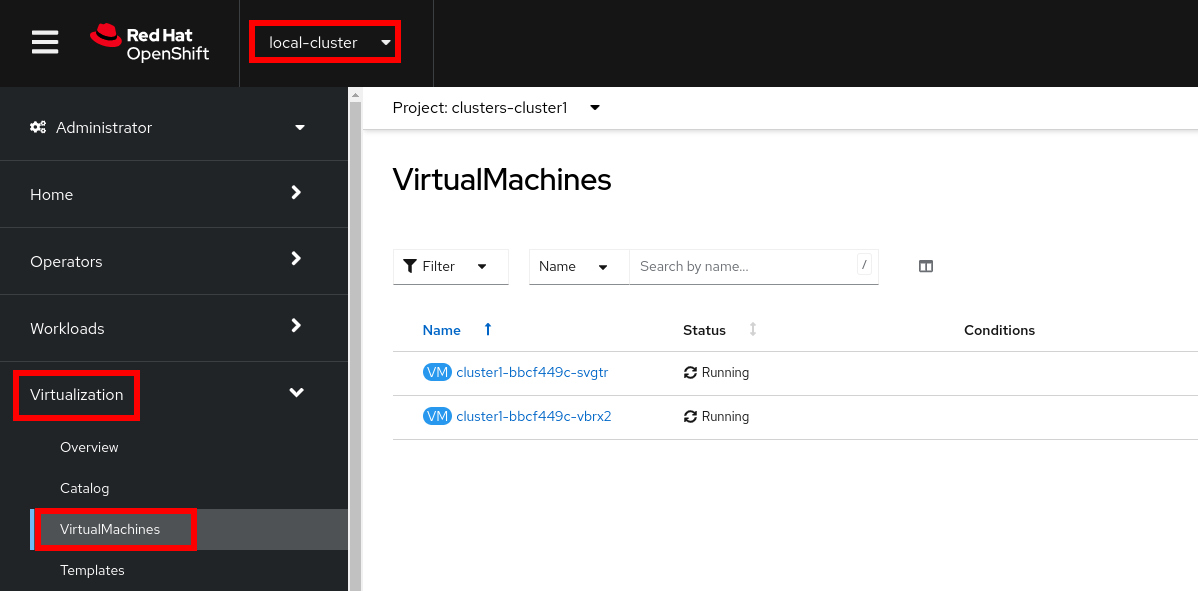 Red Hat
OpenShift
local-cluster
Administrator
Home
Operators
Workloads
Virtualization
Overview
Catalog
VirtualMachines
Templates
Project: clusters-cluster1
VirtualMachines
Filter
Name
Search by name...
/
Name Status Conditions
VM cluster1-bbcf449c-svgtr Running
VM cluster1-bbcf449c-vbrx2 Running